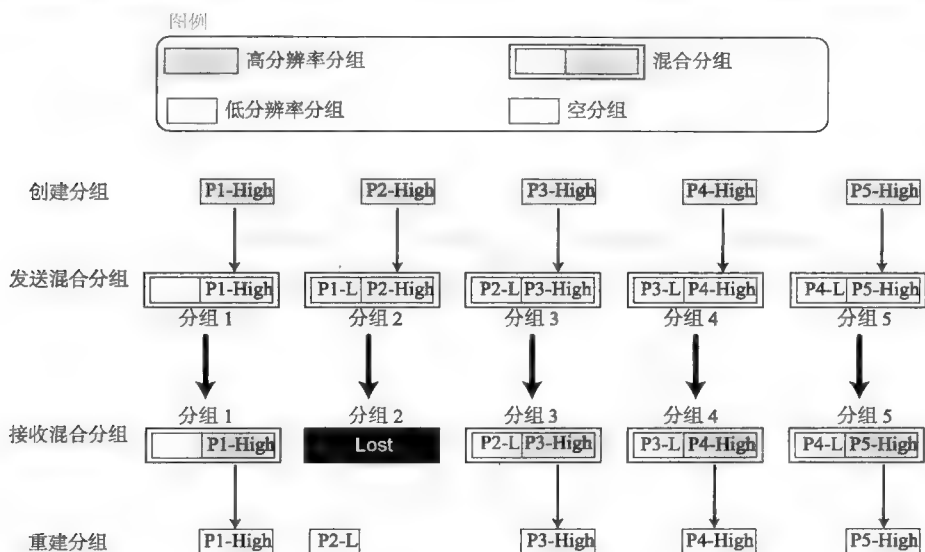 图例
高分辨率分组 混合分组
低分辨率分组 空分组
创建分组 P1-High P2-High P3-High P4-High P5-High
发送混合分组 P1-High P1-L P2-High P2-L P3-High P3-L P4-High P4-L P5-High
分组 1 分组 2 分组 3 分组 4 分组 5
分组 1 分组 2 分组 3 分组 4 分组 5
接收混合分组 P1-High Lost P2-L P3-High P3-L P4-High P4-L P5-High
重建分组 P1-High P2-L P3-High P4-High P5-High